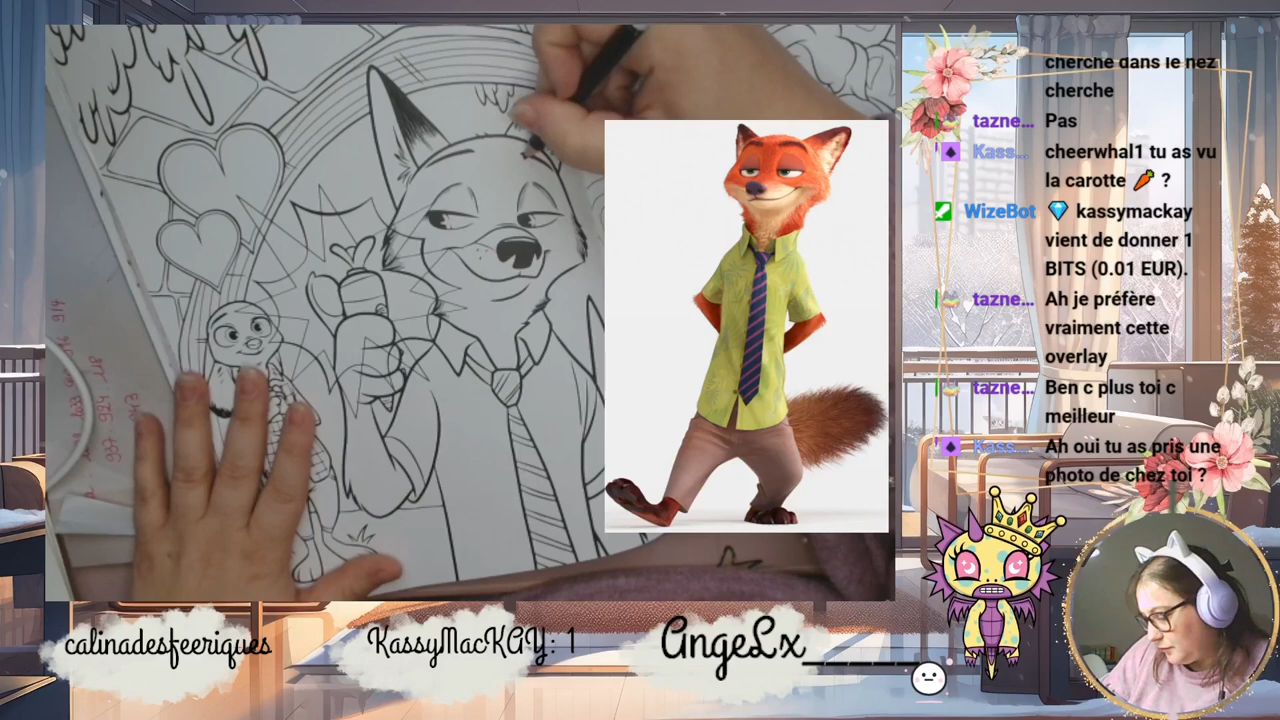 cherche dans le nez
cherche
tazne... Pas
Kass... cheerwhal1 tu as vu
la carotte 🥕 ?
WizeBot 💎 kassymackay
vient de donner 1
BITS (0.01 EUR).
tazne... Ah je préfère
vraiment cette
overlay
tazne... Ben c plus toi c
meilleur
Kass... Ah oui tu as pris une
photo de chez toi ?
calinadesfeeriques
KassyMacKAY: 1
AngeLx_______